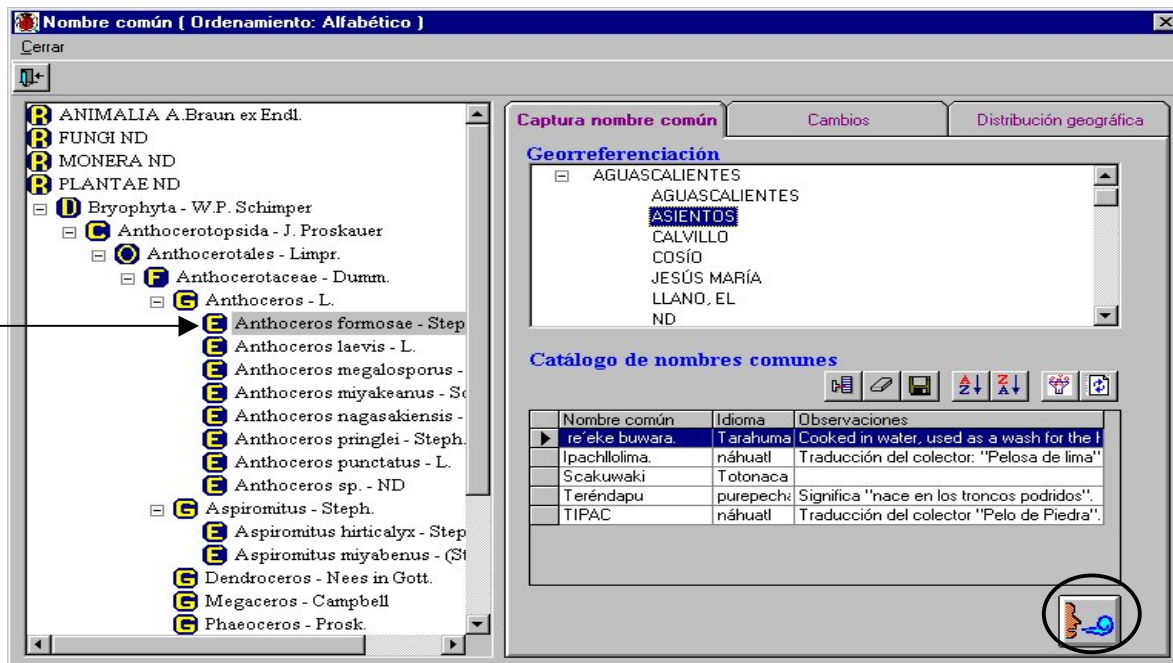 Nombre común ( Ordenamiento: Alfabético )
Cerrar
R ANIMALIA A.Braun ex Endl.
R FUNGI ND
R MONERA ND
R PLANTAE ND
D Bryophyta - W.P. Schimper
C Anthocerotopsida - J. Proskauer
O Anthocerotales - Limpr.
F Anthocerotaceae - Dumm.
G Anthoceros - L.
E Anthoceros formosae - Step
E Anthoceros laevis - L.
E Anthoceros megalosporus -
E Anthoceros miyakeanus - Sc
E Anthoceros nagasakiensis -
E Anthoceros pringlei - Steph.
E Anthoceros punctatus - L.
E Anthoceros sp. - ND
G Aspiromitus - Steph.
E Aspiromitus hirticalyx - Step
E Aspiromitus miyabenus - (St
G Dendroceros - Nees in Gott.
G Megaceros - Campbell
G Phaeoceros - Prosk.
Captura nombre común Cambios Distribución geográfica
Georreferenciación
AGUASCALIENTES
AGUASCALIENTES
ASIENTOS
CALVILLO
COSÍO
JESÚS MARÍA
LLANO, EL
ND
Catálogo de nombres comunes
A Z Z A
Nombre común Idioma Observaciones
re´eke buwara. Tarahuma Cooked in water, used as a wash for the
Ipachllolima. náhuatl Traducción del colector: "Pelosa de lima"
Scakuwaki Totonaca
Teréndapu purepecha Significa "nace en los troncos podridos".
TIPAC náhuatl Traducción del colector "Pelo de Piedra".